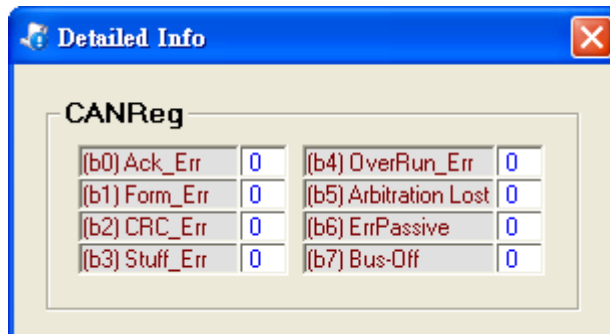 Detailed Info
CANReg
(b0) Ack_Err 0 (b4) OverRun_Err 0
(b1) Form_Err 0 (b5) Arbitration Lost 0
(b2) CRC_Err 0 (b6) ErrPassive 0
(b3) Stuff_Err 0 (b7) Bus-Off 0